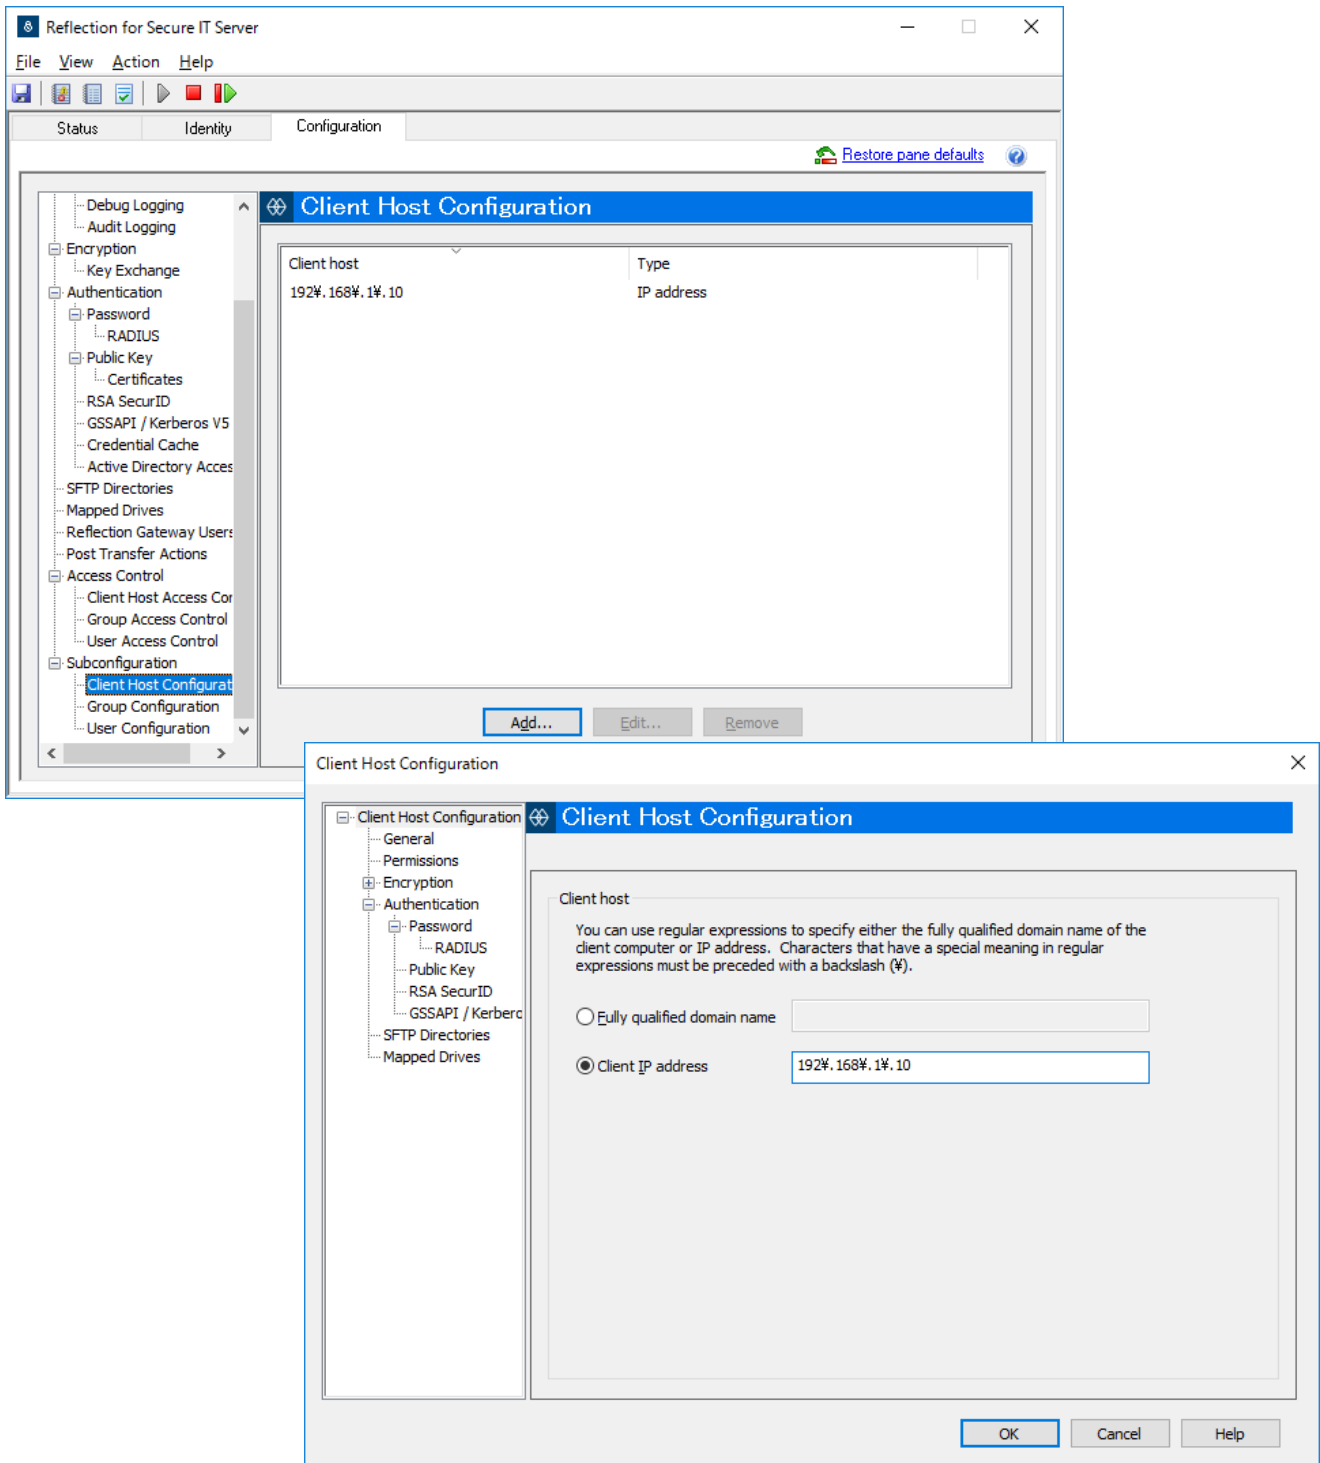 Reflection for Secure IT Server
File View Action Help
Status Identity Configuration
Restore pane defaults
Debug Logging
Audit Logging
Encryption
Key Exchange
Authentication
Password
RADIUS
Public Key
Certificates
RSA SecurID
GSSAPI / Kerberos V5
Credential Cache
Active Directory Acces
SFTP Directories
Mapped Drives
Reflection Gateway Users
Post Transfer Actions
Access Control
Client Host Access Cor
Group Access Control
User Access Control
Subconfiguration
Client Host Configurat
Group Configuration
User Configuration
Client Host Configuration
Client host Type
192¥.168¥.1¥.10 IP address
Add... Edit... Remove
Client Host Configuration
Client Host Configuration
General
Permissions
Encryption
Authentication
Password
RADIUS
Public Key
RSA SecurID
GSSAPI / Kerberc
SFTP Directories
Mapped Drives
Client Host Configuration
Client host
You can use regular expressions to specify either the fully qualified domain name of the
client computer or IP address. Characters that have a special meaning in regular
expressions must be preceded with a backslash (¥).
Fully qualified domain name
Client IP address 192¥.168¥.1¥.10
OK Cancel Help